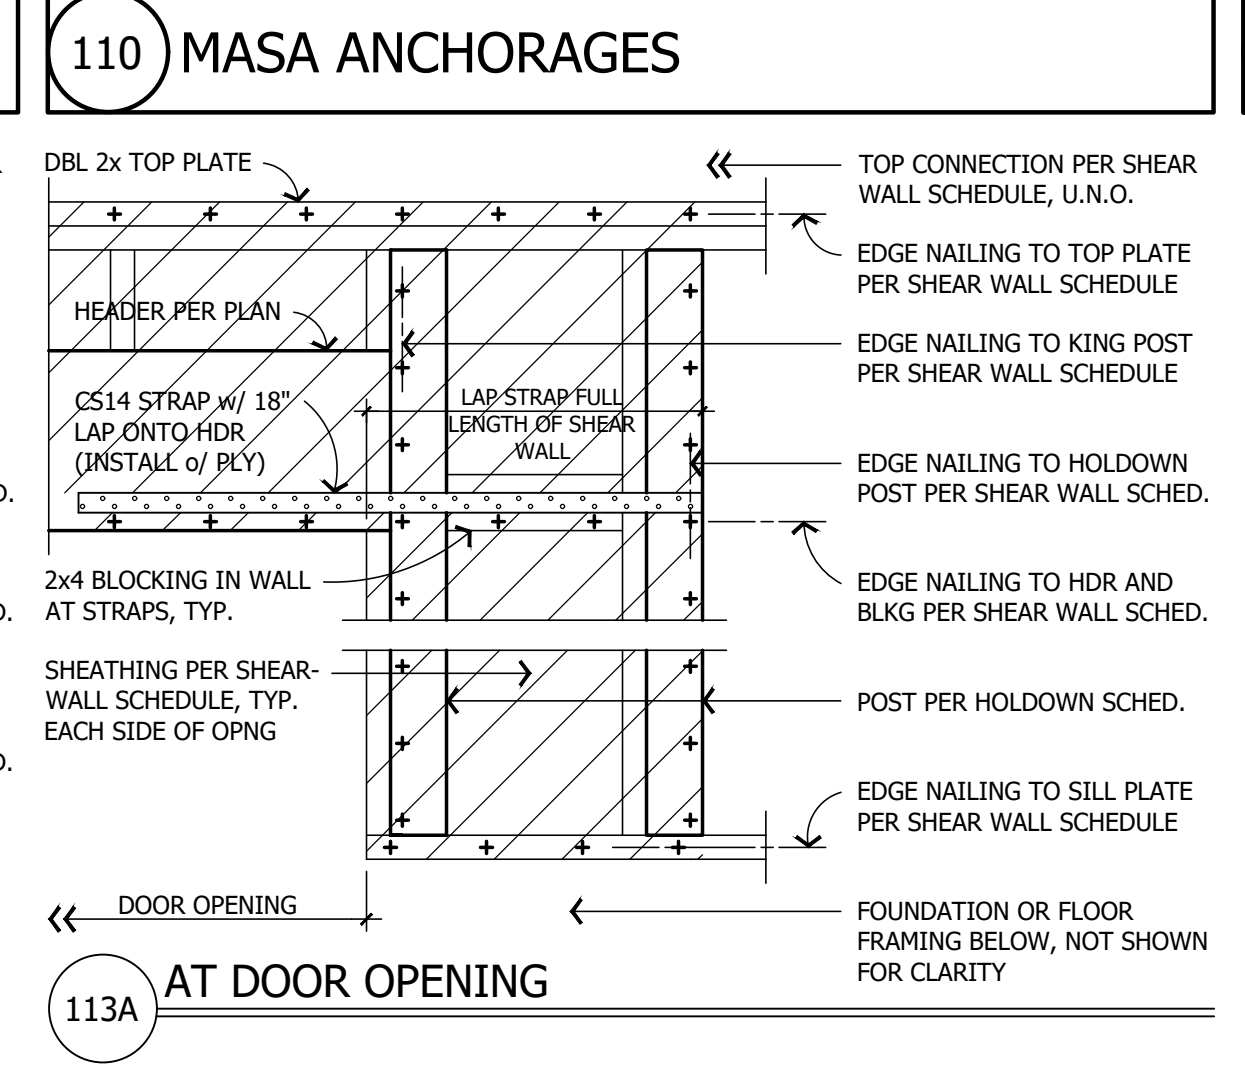 110 MASA ANCHORAGES
DBL 2x TOP PLATE
HEADER PER PLAN
CS14 STRAP w/ 18"
LAP ONTO HDR
(INSTALL o/ PLY)
LAP STRAP FULL
LENGTH OF SHEAR
WALL
2x4 BLOCKING IN WALL
AT STRAPS, TYP.
SHEATHING PER SHEAR-
WALL SCHEDULE, TYP.
EACH SIDE OF OPNG
DOOR OPENING
TOP CONNECTION PER SHEAR
WALL SCHEDULE, U.N.O.
EDGE NAILING TO TOP PLATE
PER SHEAR WALL SCHEDULE
EDGE NAILING TO KING POST
PER SHEAR WALL SCHEDULE
EDGE NAILING TO HOLDOWN
POST PER SHEAR WALL SCHED.
EDGE NAILING TO HDR AND
BLKG PER SHEAR WALL SCHED.
POST PER HOLDOWN SCHED.
EDGE NAILING TO SILL PLATE
PER SHEAR WALL SCHEDULE
FOUNDATION OR FLOOR
FRAMING BELOW, NOT SHOWN
FOR CLARITY
113A AT DOOR OPENING